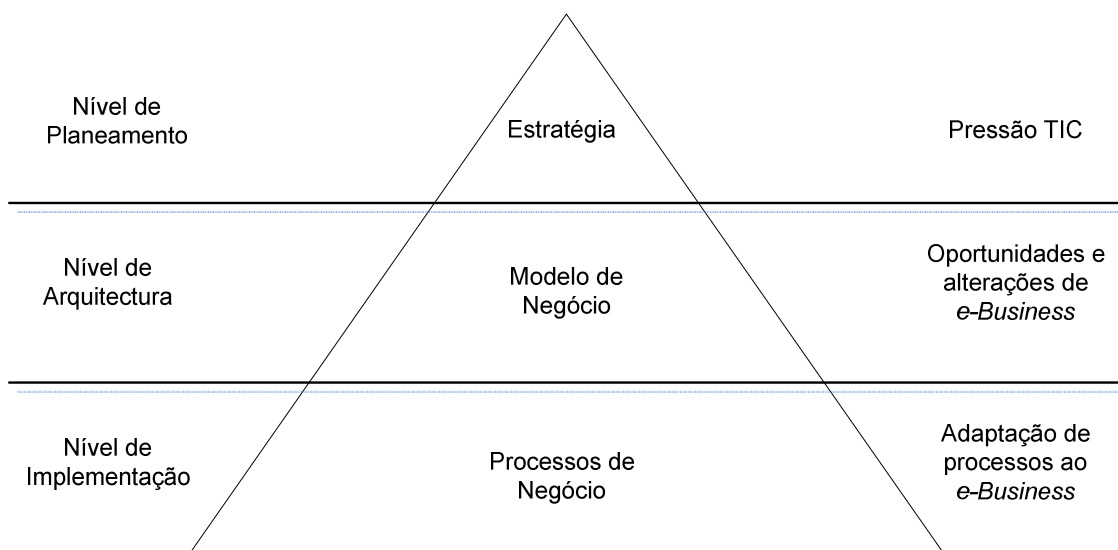 Nível de
Planeamento
Estratégia
Pressão TIC
Nível de
Arquitectura
Modelo de
Negócio
Oportunidades e
alterações de
e-Business
Nível de
Implementação
Processos de
Negócio
Adaptação de
processos ao
e-Business